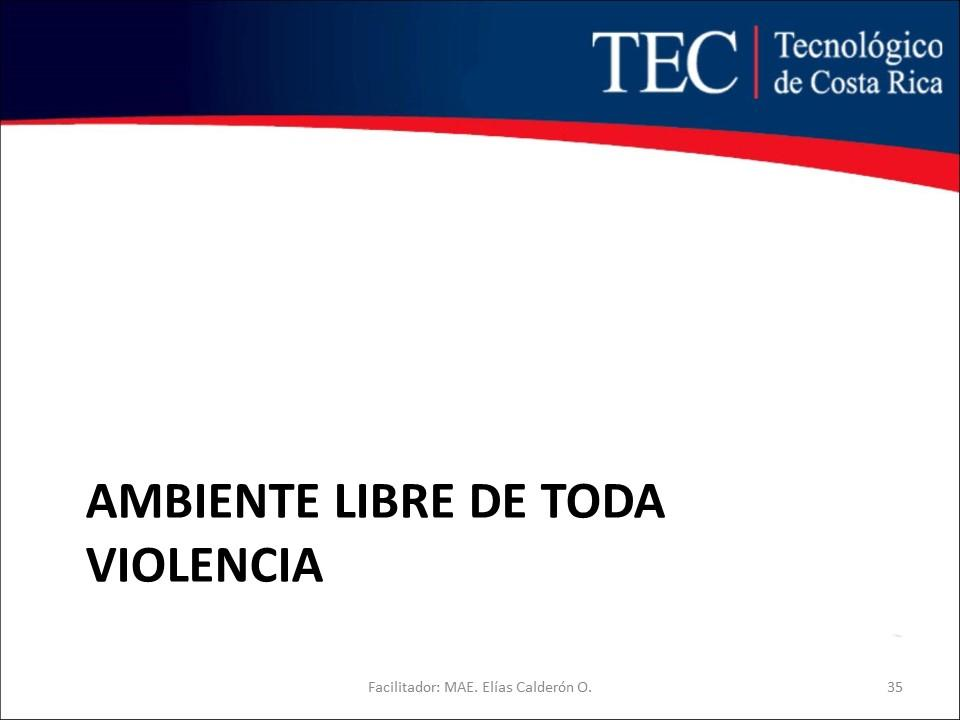 TEC
Tecnológico
de Costa Rica
AMBIENTE LIBRE DE TODA
VIOLENCIA
Facilitador: MAE. Elías Calderón O.
35